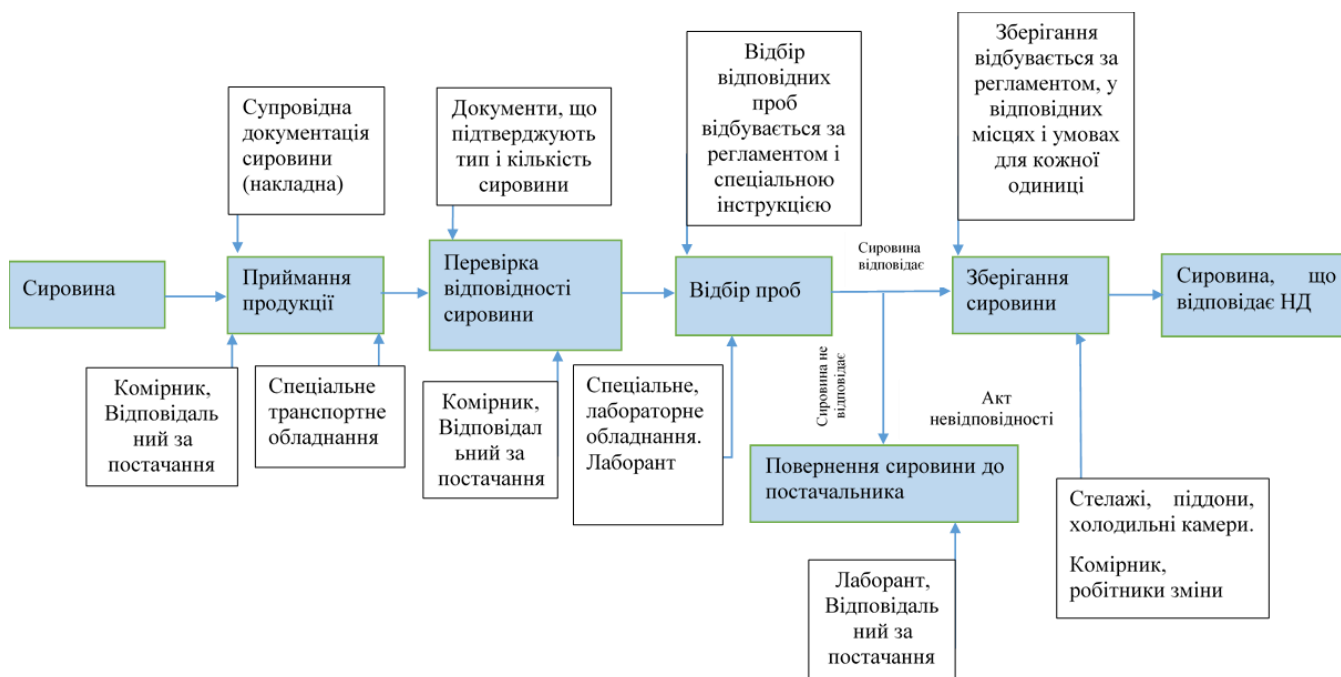 Супровідна
документація
сировини
(накладна)
Документи, що
підтверджують
тип і кількість
сировини
Відбір
відповідних
проб
відбувається за
регламентом і
спеціальною
інструкцією
Зберігання
відбувається за
регламентом, у
відповідних
місцях і умовах
для кожної
одиниці
Сировина
Приймання
продукції
Перевірка
відповідності
сировини
Відбір проб
Сировина
відповідає
Зберігання
сировини
Сировина, що
відповідає НД
Комірник,
Відповідаль
ний за
постачання
Спеціальне
транспортне
обладнання
Комірник,
Відповідал
ьний за
постачання
Спеціальне,
лабораторне
обладнання.
Лаборант
Сировина не
відповідає
Акт
невідповідності
Повернення сировини до
постачальника
Стелажі, піддони,
холодильні камери.
Комірник,
робітники зміни
Лаборант,
Відповідаль
ний за
постачання